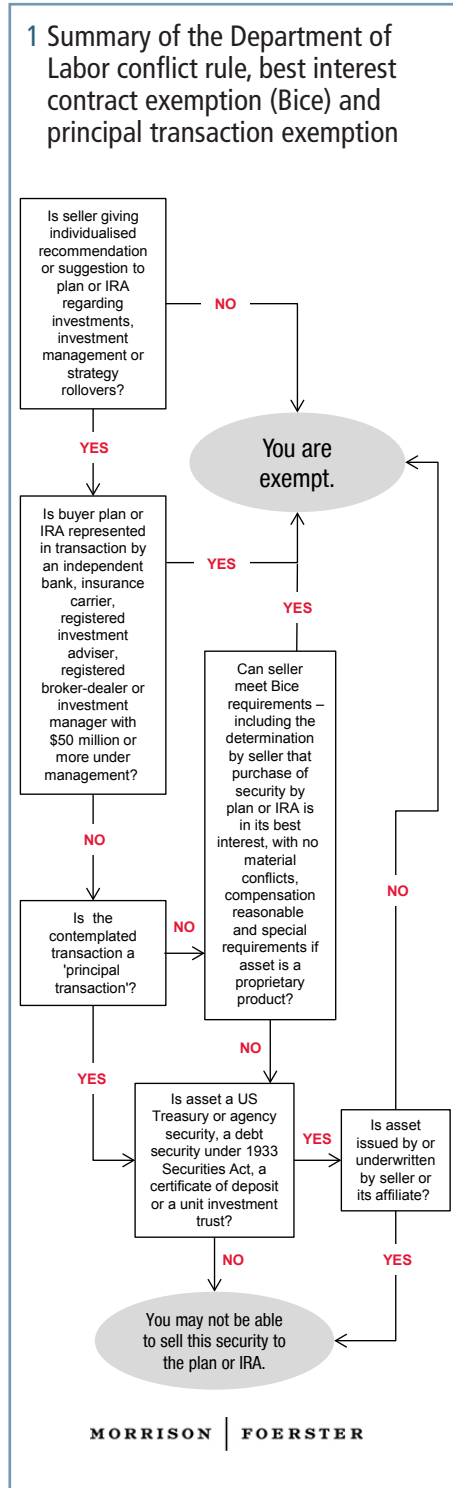 1 Summary of the Department of
Labor conflict rule, best interest
contract exemption (Bice) and
principal transaction exemption
Is seller giving
individualised
recommendation
or suggestion to
plan or IRA
regarding
investments,
investment
management or
strategy
rollovers?
NO
YES
You are
exempt.
Is buyer plan or
IRA represented
in transaction by
an independent
bank, insurance
carrier,
registered
investment
adviser,
registered
broker-dealer or
investment
manager with
$50 million or
more under
management?
YES
YES
Can seller
meet Bice
requirements –
including the
determination
by seller that
purchase of
security by
plan or IRA is
in its best
interest, with no
material
conflicts,
compensation
reasonable
and special
requirements if
asset is a
proprietary
product?
NO
NO
Is the
contemplated
transaction a
'principal
transaction'?
NO
NO
YES
Is asset a US
Treasury or agency
security, a debt
security under 1933
Securities Act, a
certificate of deposit
or a unit investment
trust?
YES
Is asset
issued by or
underwritten
by seller or
its affiliate?
NO
YES
You may not be able
to sell this security to
the plan or IRA.
MORRISON | FOERSTER